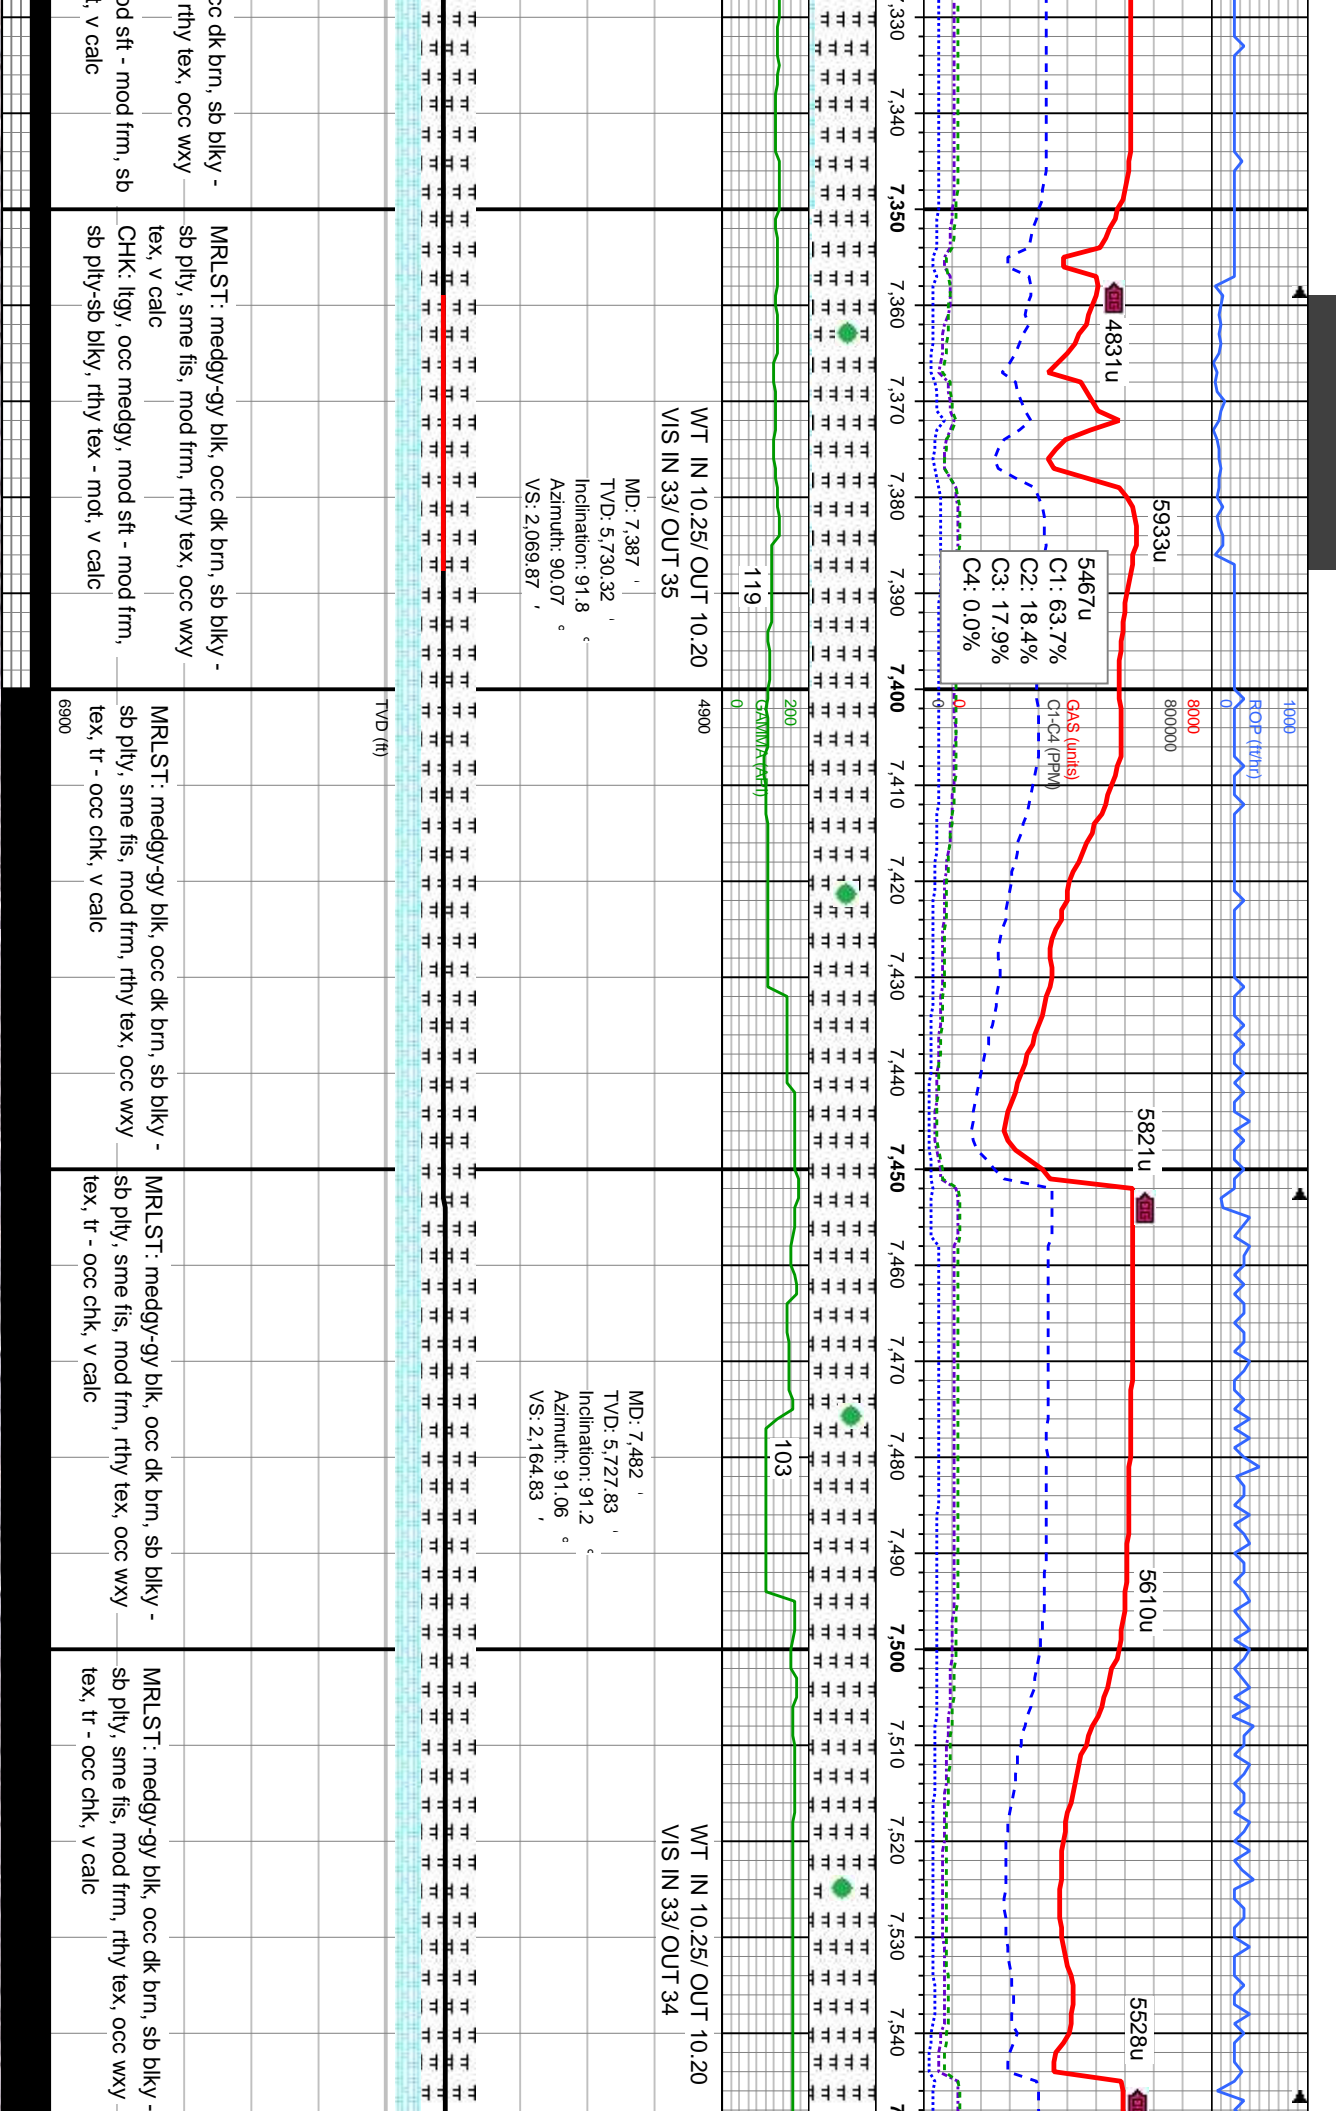 1000
ROP (ft/hr)
0
8000
800000
GAS (units)
C1-C4 (PPM)
0
0
4831u
5933u
5467u
C1: 63.7%
C2: 18.4%
C3: 17.9%
C4: 0.0%
5821u
5610u
5528u
7,330
7,340
7,350
7,360
7,370
7,380
7,390
7,400
7,410
7,420
7,430
7,440
7,450
7,460
7,470
7,480
7,490
7,500
7,510
7,520
7,530
7,540
200
GAMMA (API)
0
119
103
4900
WT IN 10.25/ OUT 10.20
VIS IN 33/ OUT 35
MD: 7,387 '
TVD: 5,730.32 '
Inclination: 91.8 °
Azimuth: 90.07 °
VS: 2,069.87 '
MD: 7,482 '
TVD: 5,727.83 '
Inclination: 91.2 °
Azimuth: 91.06 °
VS: 2,164.83 '
WT IN 10.25/ OUT 10.20
VIS IN 33/ OUT 34
TVD (ft)
6900
cc dk brn, sb blky -
rthy tex, occ wxy
od sft - mod frm, sb
t, v calc
MRLST: medgy-gy blk, occ dk brn, sb blky -
sb plty, sme fis, mod frm, rthy tex, occ wxy
tex, v calc
CHK: ltgy, occ medgy, mod sft - mod frm,
sb plty-sb blky, rthy tex - mot, v calc
MRLST: medgy-gy blk, occ dk brn, sb blky -
sb plty, sme fis, mod frm, rthy tex, occ wxy
tex, tr - occ chk, v calc
MRLST: medgy-gy blk, occ dk brn, sb blky -
sb plty, sme fis, mod frm, rthy tex, occ wxy
tex, tr - occ chk, v calc
MRLST: medgy-gy blk, occ dk brn, sb blky -
sb plty, sme fis, mod frm, rthy tex, occ wxy
tex, tr - occ chk, v calc